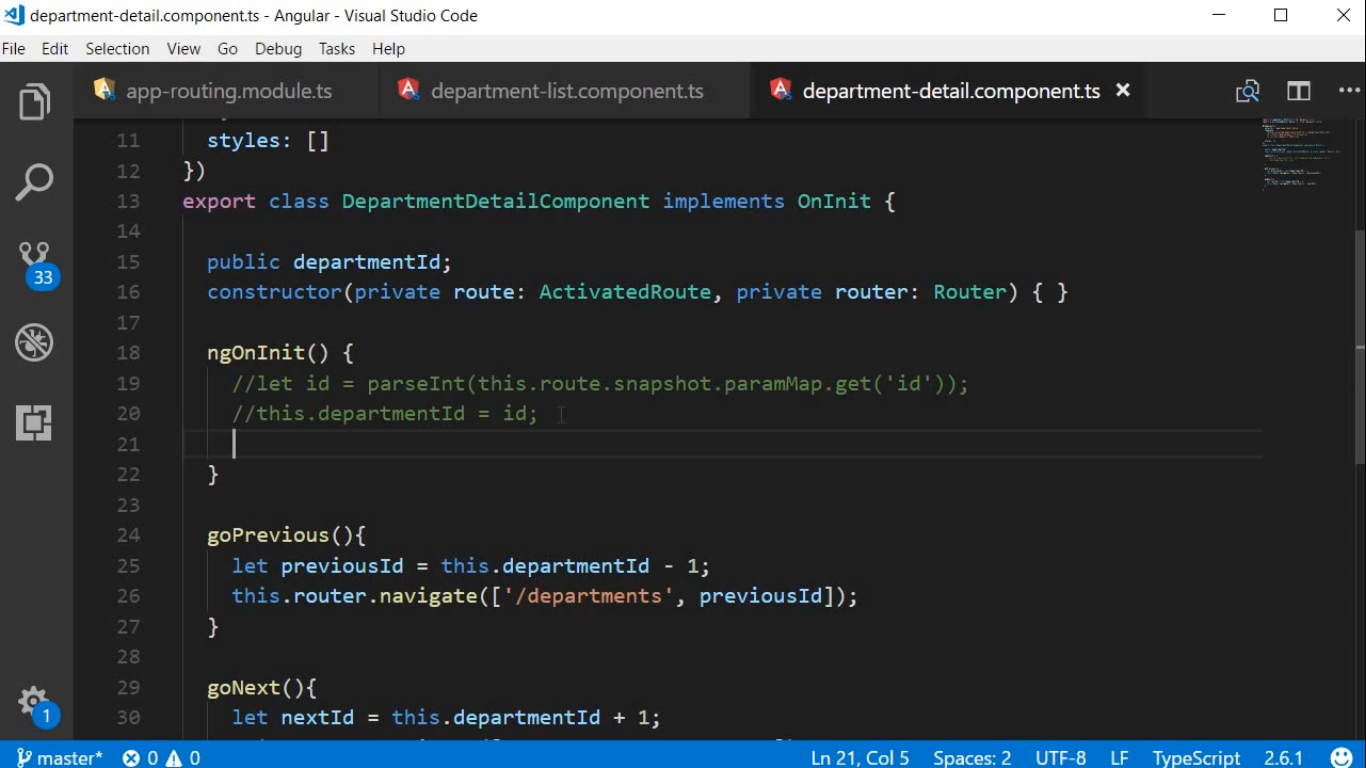 department-detail.component.ts - Angular - Visual Studio Code
File Edit Selection View Go Debug Tasks Help
app-routing.module.ts department-list.component.ts department-detail.component.ts
11 styles: []
12 })
13 export class DepartmentDetailComponent implements OnInit {
14
15 public departmentId;
16 constructor(private route: ActivatedRoute, private router: Router) { }
17
18 ngOnInit() {
19 //let id = parseInt(this.route.snapshot.paramMap.get('id'));
20 //this.departmentId = id;
21
22 }
23
24 goPrevious(){
25 let previousId = this.departmentId - 1;
26 this.router.navigate(['/departments', previousId]);
27 }
28
29 goNext(){
30 let nextId = this.departmentId + 1;
33
1
master* 0 0 Ln 21, Col 5 Spaces: 2 UTF-8 LF TypeScript 2.6.1